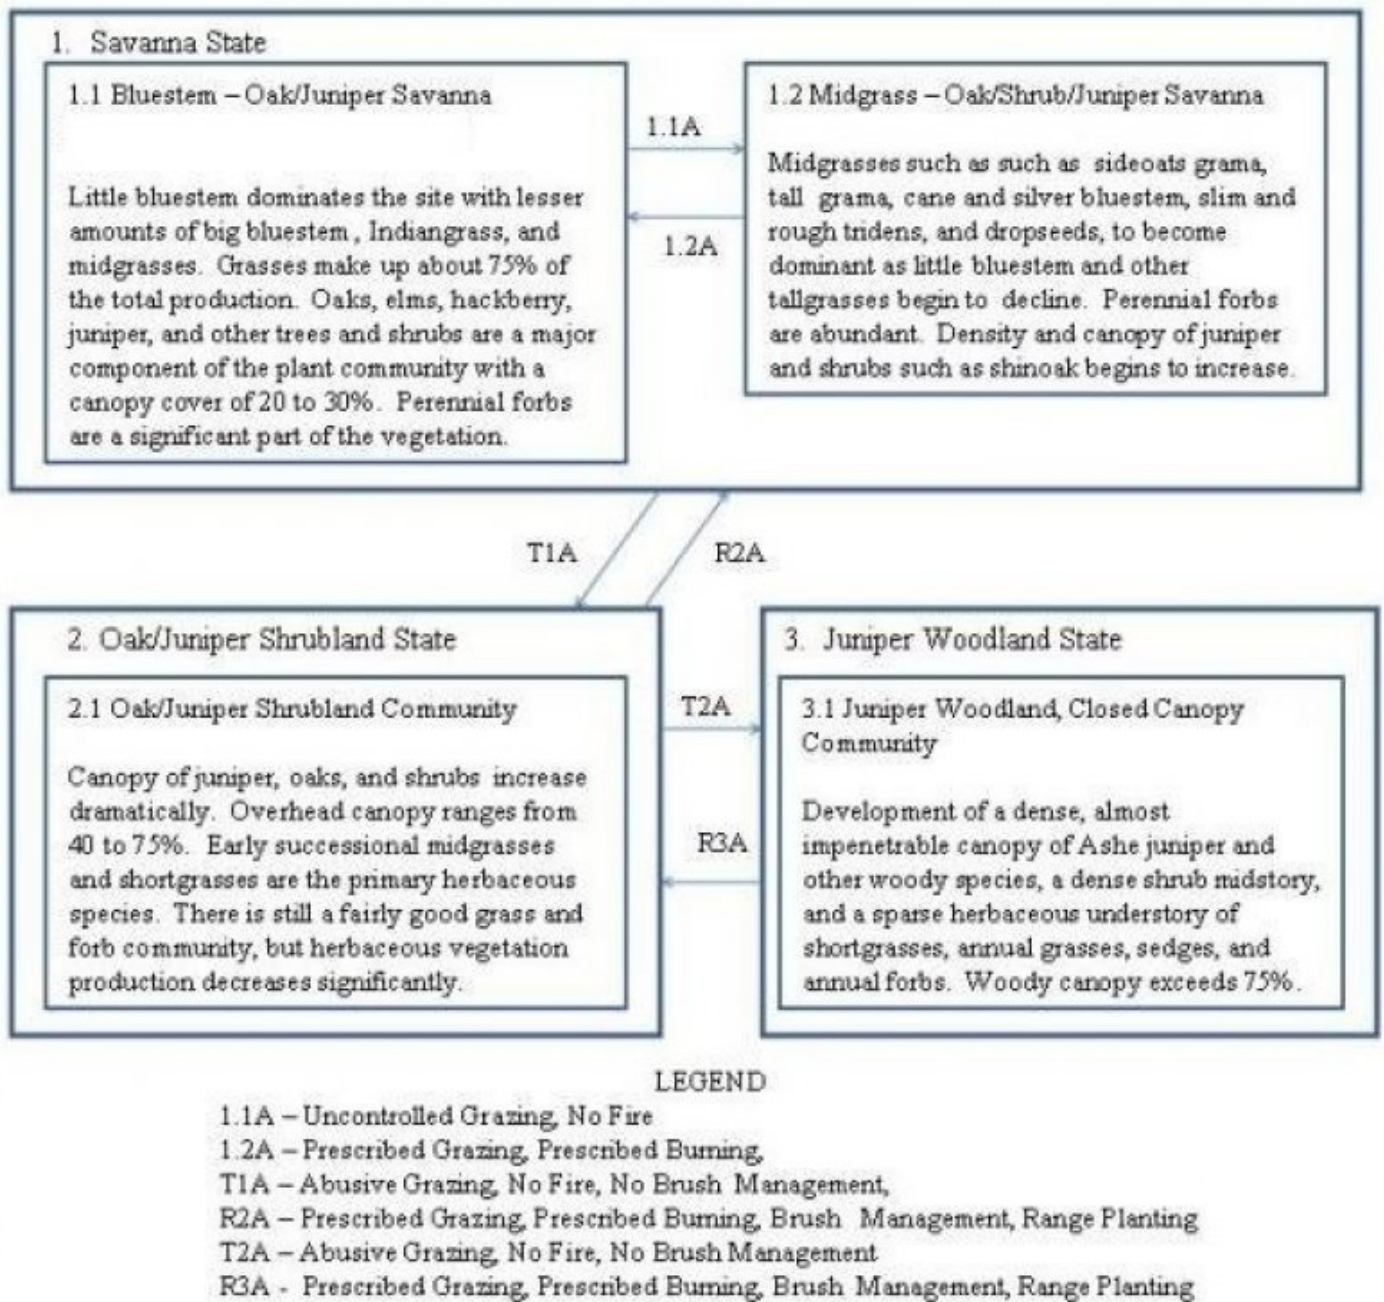 1. Savanna State
1.1 Bluestem – Oak/Juniper Savanna
Little bluestem dominates the site with lesser
amounts of big bluestem , Indiangrass, and
midgrasses. Grasses make up about 75% of
the total production. Oaks, elms, hackberry,
juniper, and other trees and shrubs are a major
component of the plant community with a
canopy cover of 20 to 30%. Perennial forbs
are a significant part of the vegetation.
1.1A
1.2A
1.2 Midgrass – Oak/Shrub/Juniper Savanna
Midgrasses such as such as sideoats grama,
tall grama, cane and silver bluestem, slim and
rough tridens, and dropseeds, to become
dominant as little bluestem and other
tallgrasses begin to decline. Perennial forbs
are abundant. Density and canopy of juniper
and shrubs such as shinoak begins to increase.
T1A
R2A
2. Oak/Juniper Shrubland State
2.1 Oak/Juniper Shrubland Community
Canopy of juniper, oaks, and shrubs increase
dramatically. Overhead canopy ranges from
40 to 75%. Early successional midgrasses
and shortgrasses are the primary herbaceous
species. There is still a fairly good grass and
forb community, but herbaceous vegetation
production decreases significantly.
T2A
R3A
3. Juniper Woodland State
3.1 Juniper Woodland, Closed Canopy
Community
Development of a dense, almost
impenetrable canopy of Ashe juniper and
other woody species, a dense shrub midstory,
and a sparse herbaceous understory of
shortgrasses, annual grasses, sedges, and
annual forbs. Woody canopy exceeds 75%.
LEGEND
1.1A – Uncontrolled Grazing, No Fire
1.2A – Prescribed Grazing, Prescribed Burning,
T1A – Abusive Grazing, No Fire, No Brush Management,
R2A – Prescribed Grazing, Prescribed Burning, Brush Management, Range Planting
T2A – Abusive Grazing, No Fire, No Brush Management
R3A - Prescribed Grazing, Prescribed Burning, Brush Management, Range Planting